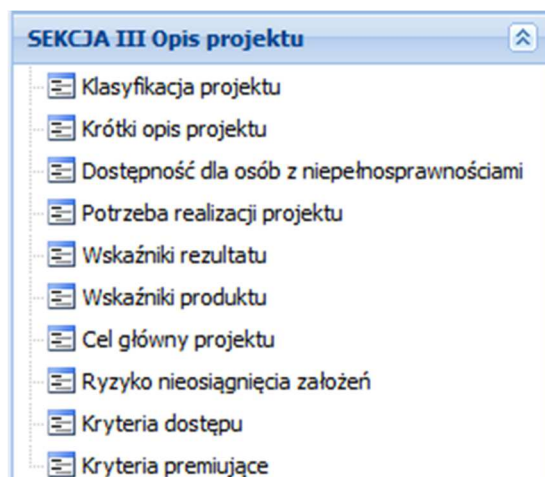 SEKCJA III Opis projektu
Klasyfikacja projektu
Krótki opis projektu
Dostępność dla osób z niepełnosprawnościami
Potrzeba realizacji projektu
Wskaźniki rezultatu
Wskaźniki produktu
Cel główny projektu
Ryzyko nieosiągnięcia założeń
Kryteria dostępu
Kryteria premiujące